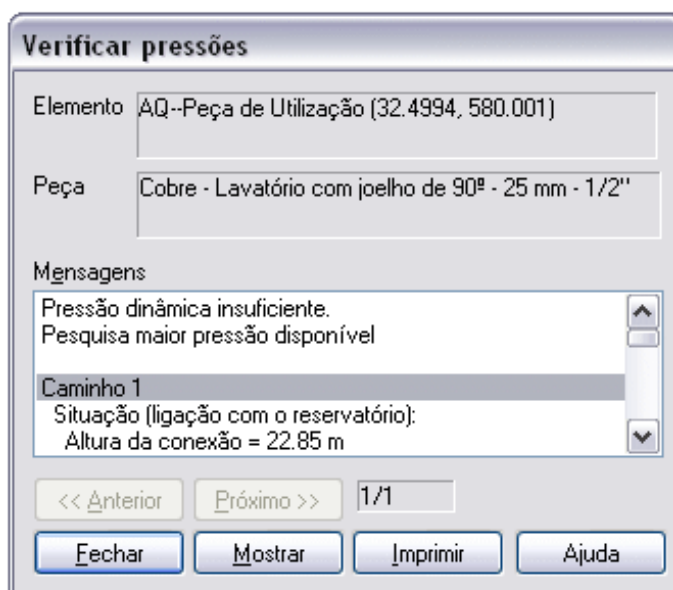 Verificar pressões
Elemento AQ--Peça de Utilização (32.4994, 580.001)
Peça Cobre - Lavatório com joelho de 90º - 25 mm - 1/2''
Mensagens
Pressão dinâmica insuficiente.
Pesquisa maior pressão disponível
Caminho 1
Situação (ligação com o reservatório):
Altura da conexão = 22.85 m
<< Anterior Próximo >> 1/1
Fechar Mostrar Imprimir Ajuda